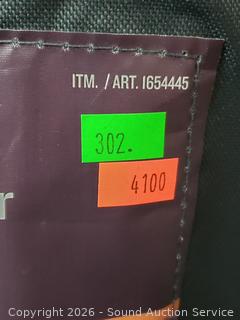 ITM. / ART. 1654445
302.
4100
r
Copyright © 2026 - Sound Auction Service